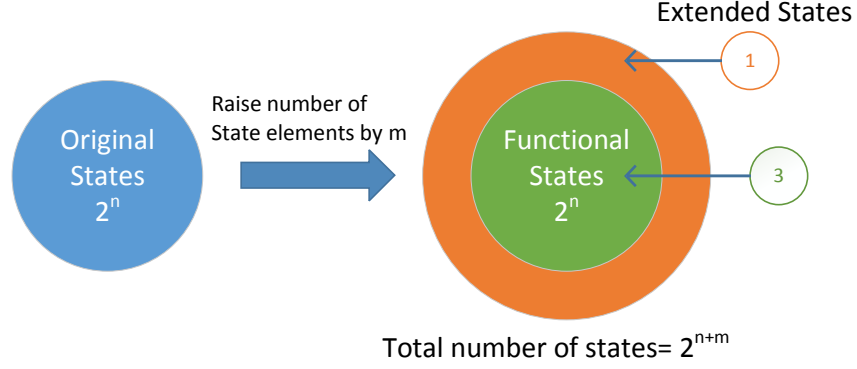 Extended States
1
Raise number of
State elements by m
Original
States
2ⁿ
Functional
States
2ⁿ
3
Total number of states= 2ⁿ⁺ᵐ